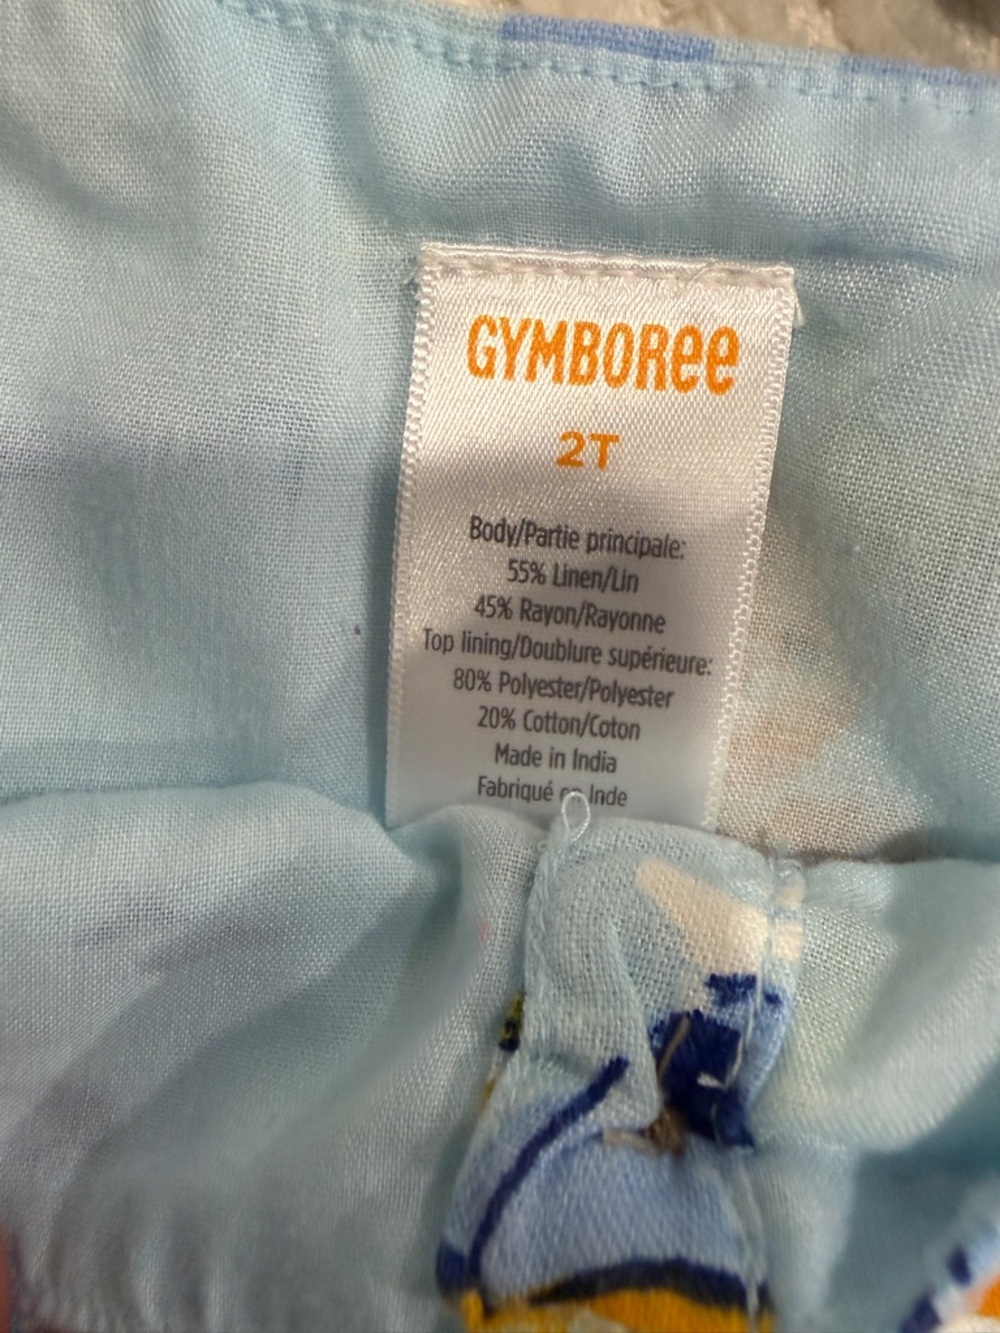 GYMBOREE
2T
Body/Partie principale:
55% Linen/Lin
45% Rayon/Rayonne
Top lining/Doublure supérieure:
80% Polyester/Polyester
20% Cotton/Coton
Made in India
Fabriqué en Inde